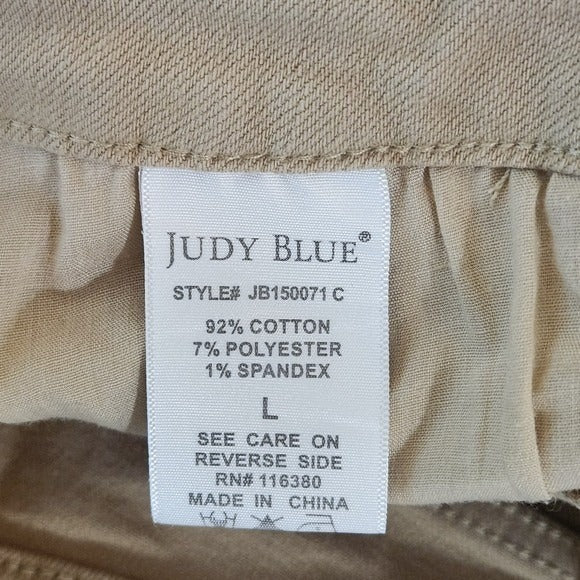 JUDY BLUE®
STYLE# JB150071 C
92% COTTON
7% POLYESTER
1% SPANDEX
L
SEE CARE ON
REVERSE SIDE
RN# 116380
MADE IN CHINA